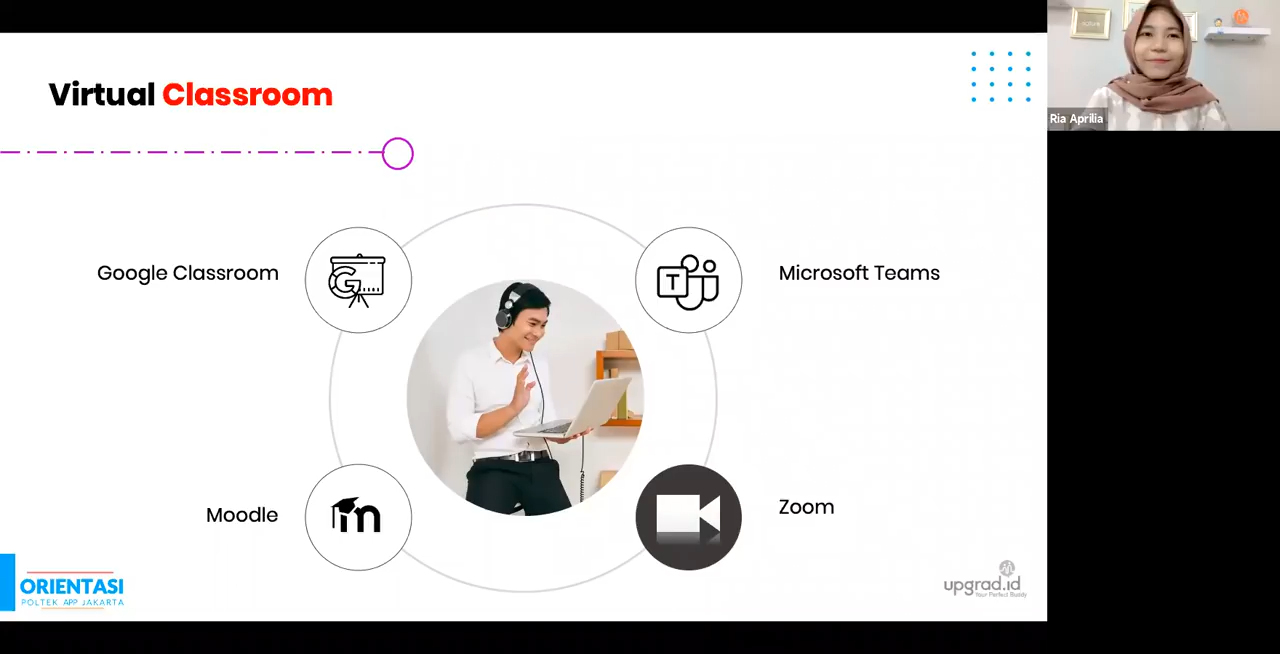 Virtual Classroom
Ria Aprilia
Google Classroom
Microsoft Teams
T
Moodle
m
Zoom
ORIENTASI
POLTEK APP JAKARTA
upgrad.id
Your Perfect Buddy